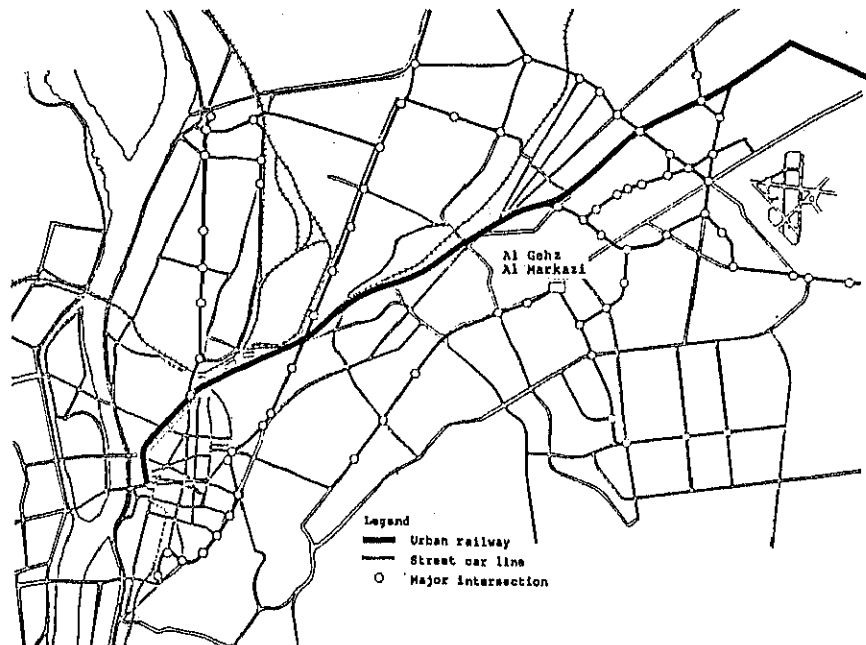 Al Gehz
Al Markazi
Legend
Urban railway
Street car line
Major intersection